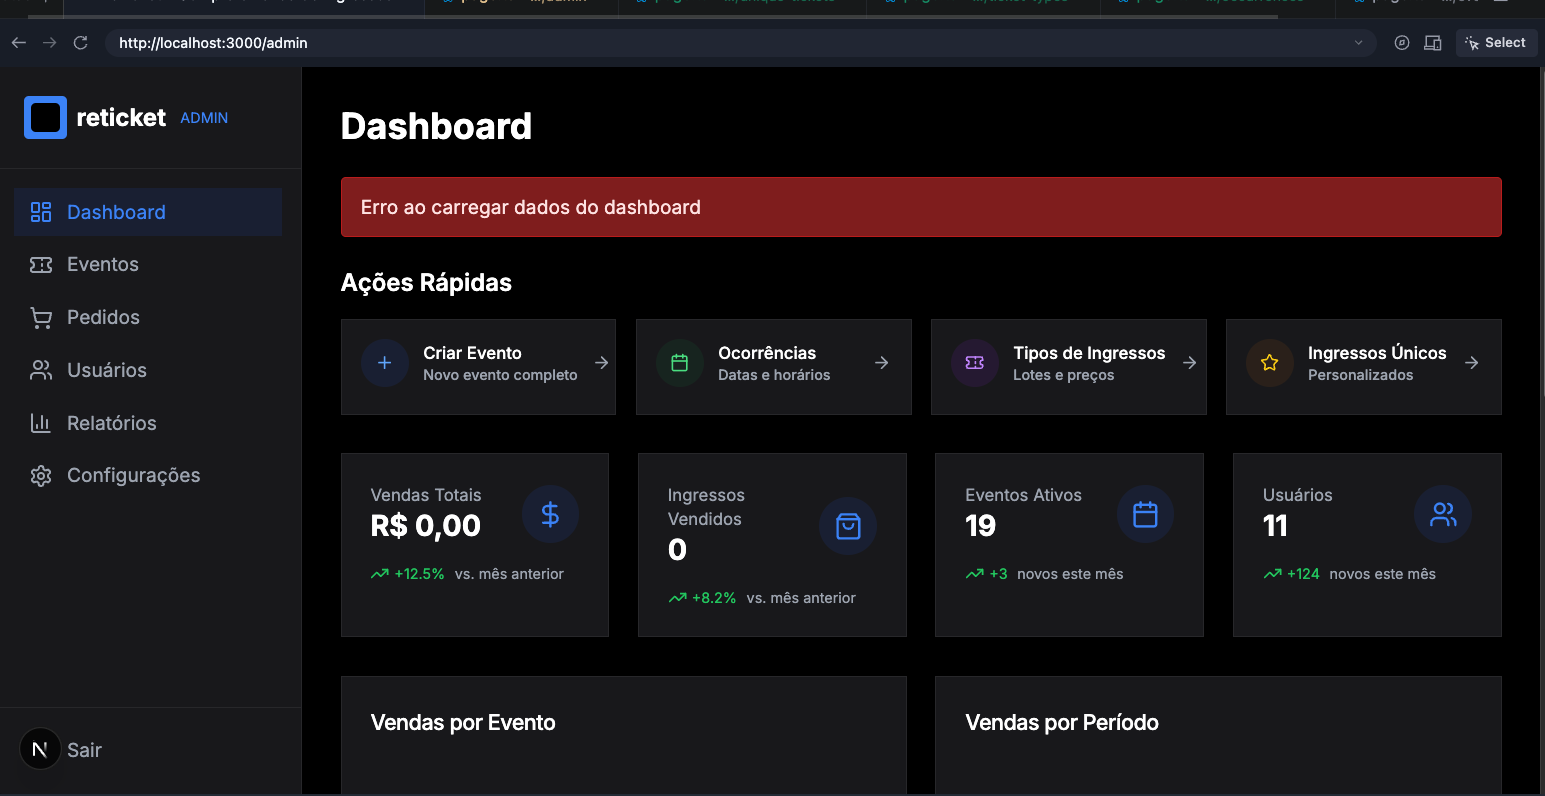 http://localhost:3000/admin
Select
reticket ADMIN
Dashboard
Eventos
Pedidos
Usuários
Relatórios
Configurações
N Sair
Dashboard
Erro ao carregar dados do dashboard
Ações Rápidas
Criar Evento
Novo evento completo
Ocorrências
Datas e horários
Tipos de Ingressos
Lotes e preços
Ingressos Únicos
Personalizados
Vendas Totais
R$ 0,00
+12.5% vs. mês anterior
Ingressos
Vendidos
0
+8.2% vs. mês anterior
Eventos Ativos
19
+3 novos este mês
Usuários
11
+124 novos este mês
Vendas por Evento
Vendas por Período